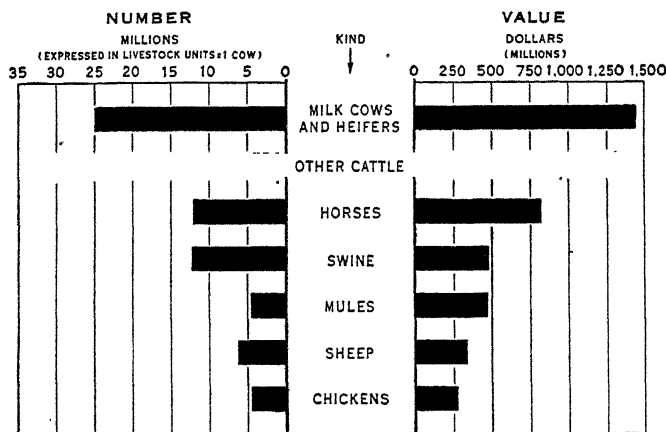 NUMBER
MILLIONS
(EXPRESSED IN LIVESTOCK UNITS=1 COW)
35 30 25 20 15 10 5 0
KIND
VALUE
DOLLARS
(MILLIONS)
0 250 500 750 1,000 1,250 1,500
MILK COWS
AND HEIFERS
OTHER CATTLE
HORSES
SWINE
MULES
SHEEP
CHICKENS